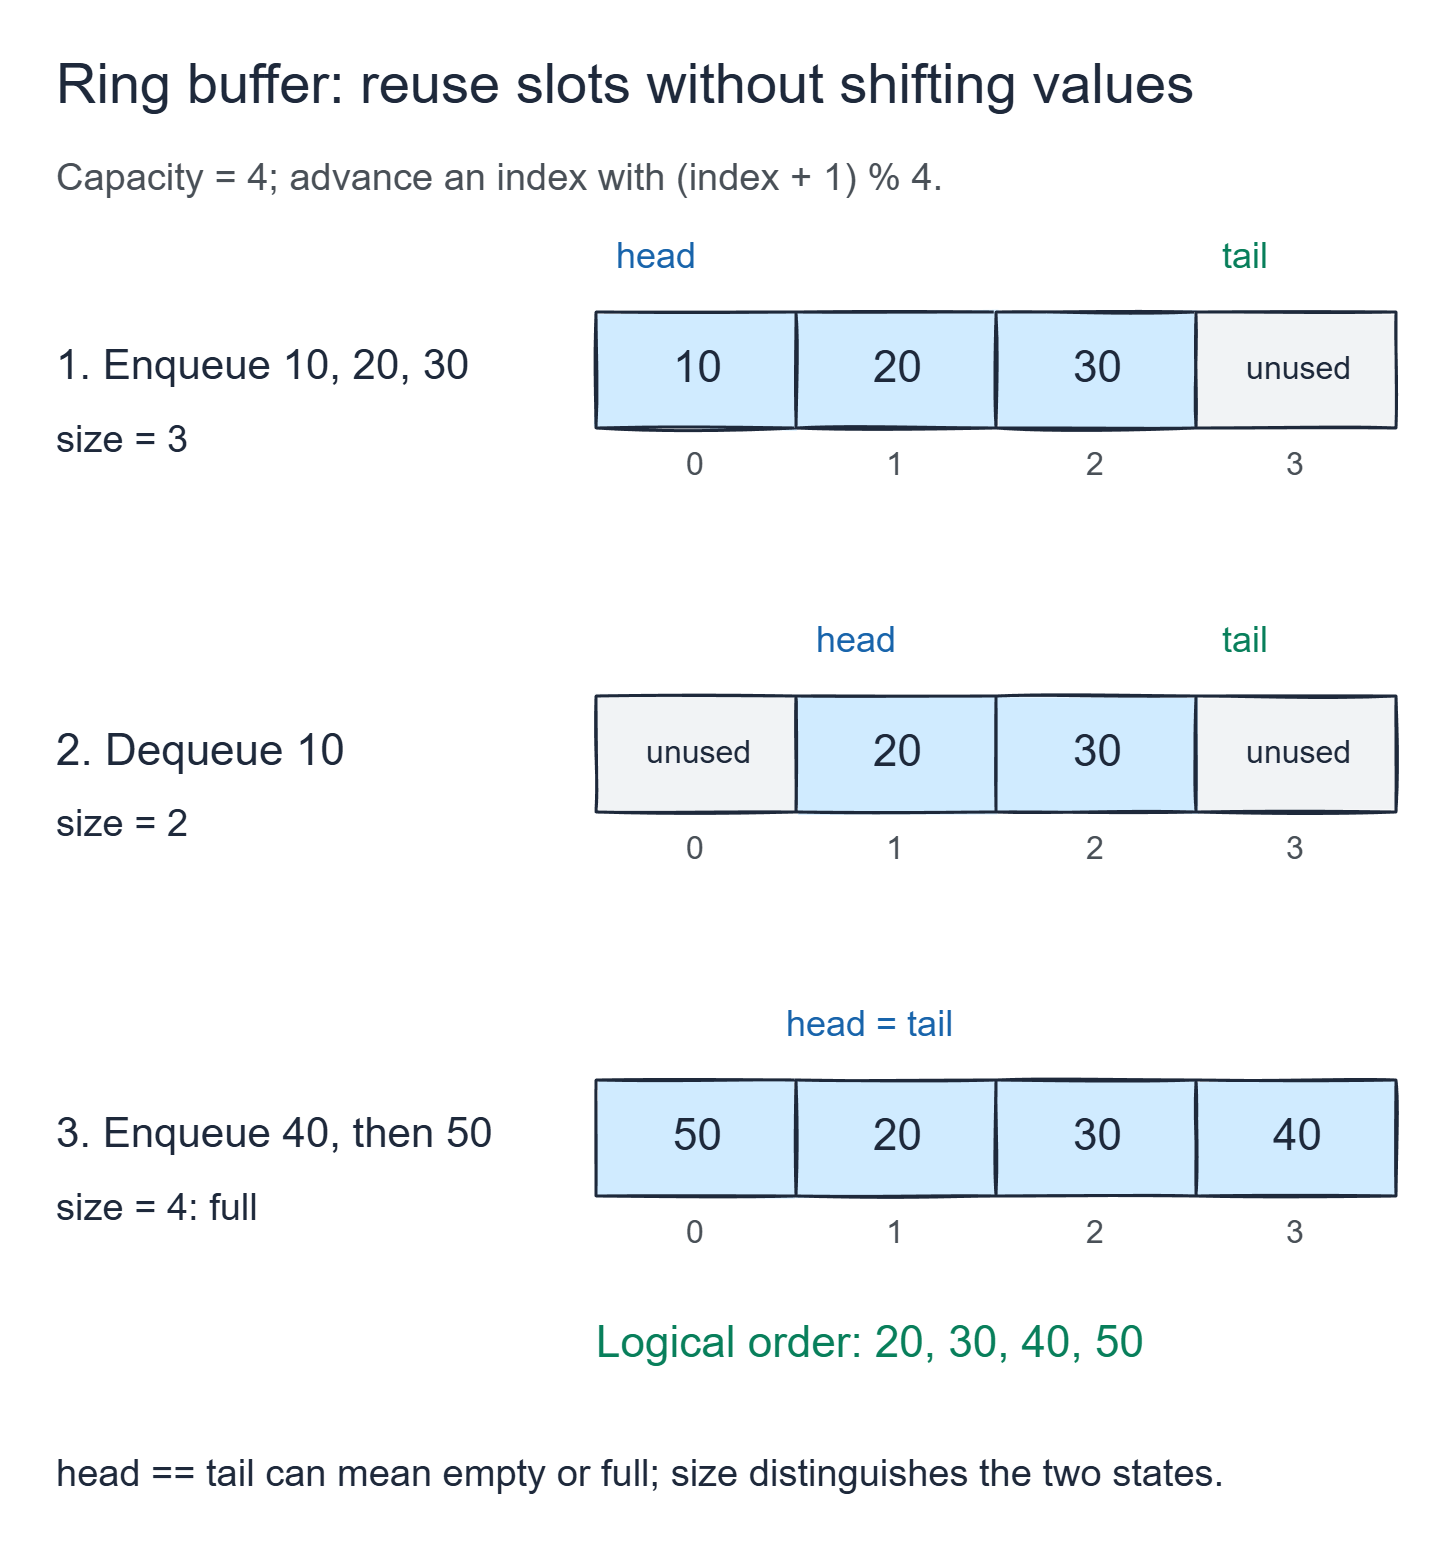 Ring buffer: reuse slots without shifting values
Capacity = 4; advance an index with (index + 1) % 4.
head tail
1. Enqueue 10, 20, 30
size = 3
10 20 30 unused
0 1 2 3
head tail
2. Dequeue 10
size = 2
unused 20 30 unused
0 1 2 3
head = tail
3. Enqueue 40, then 50
size = 4: full
50 20 30 40
0 1 2 3
Logical order: 20, 30, 40, 50
head == tail can mean empty or full; size distinguishes the two states.